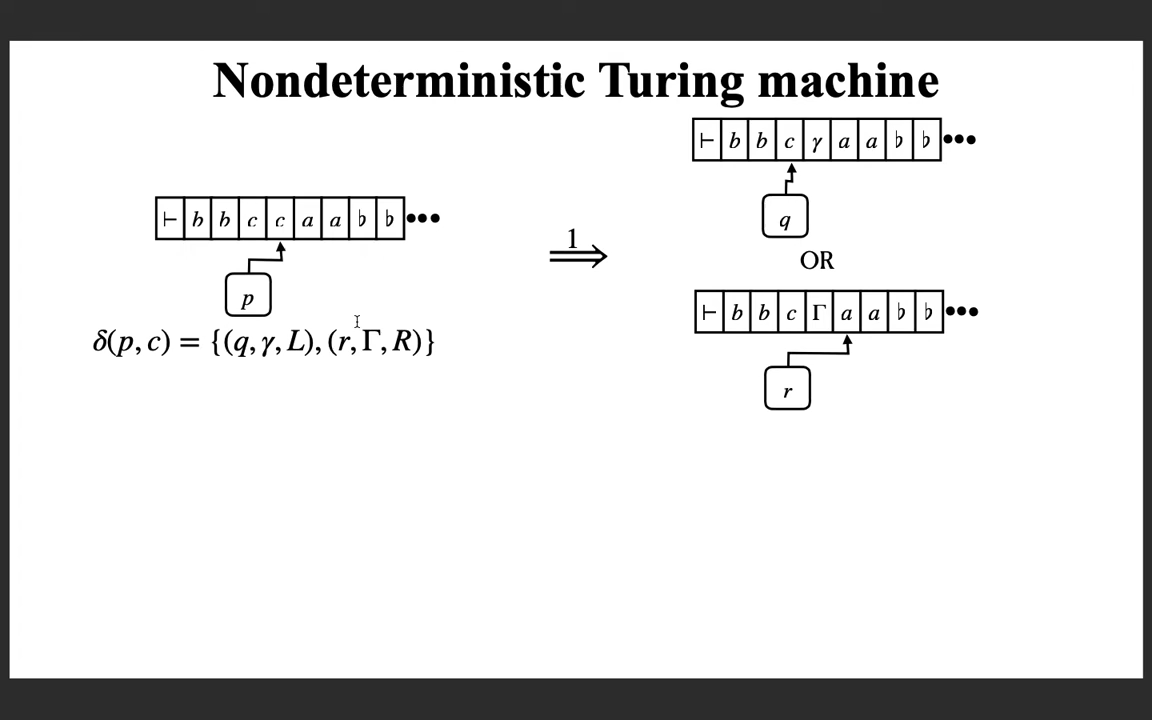 Nondeterministic Turing machine
⊢ b b c γ a a ♭ ♭ •••
q
⊢ b b c c a a ♭ ♭ •••
p
1
⟹
OR
δ(p, c) = {(q, γ, L), (r, Γ, R)}
⊢ b b c Γ a a ♭ ♭ •••
r